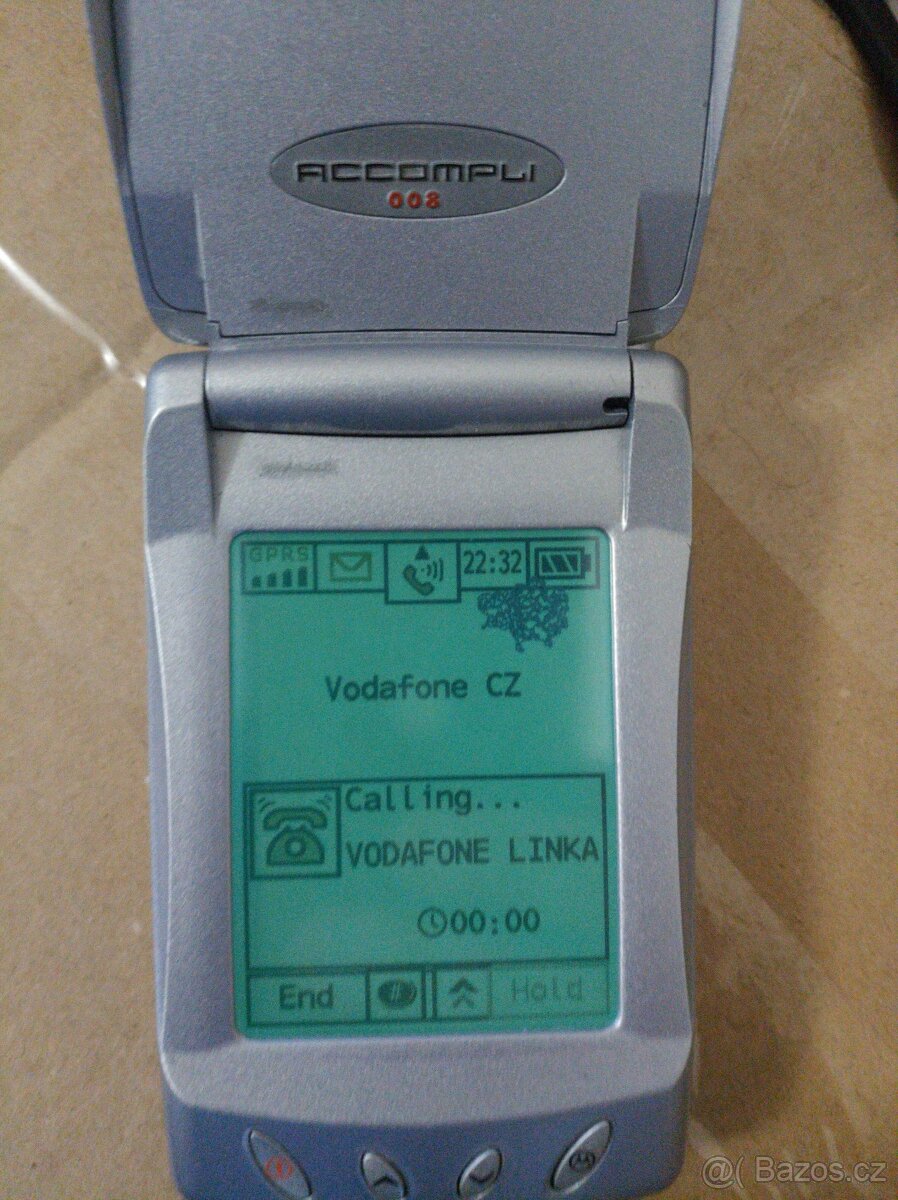 ACCOMPLI
008
GPRS
22:32
Vodafone CZ
Calling...
VODAFONE LINKA
00:00
End
Hold
@( Bazos.cz